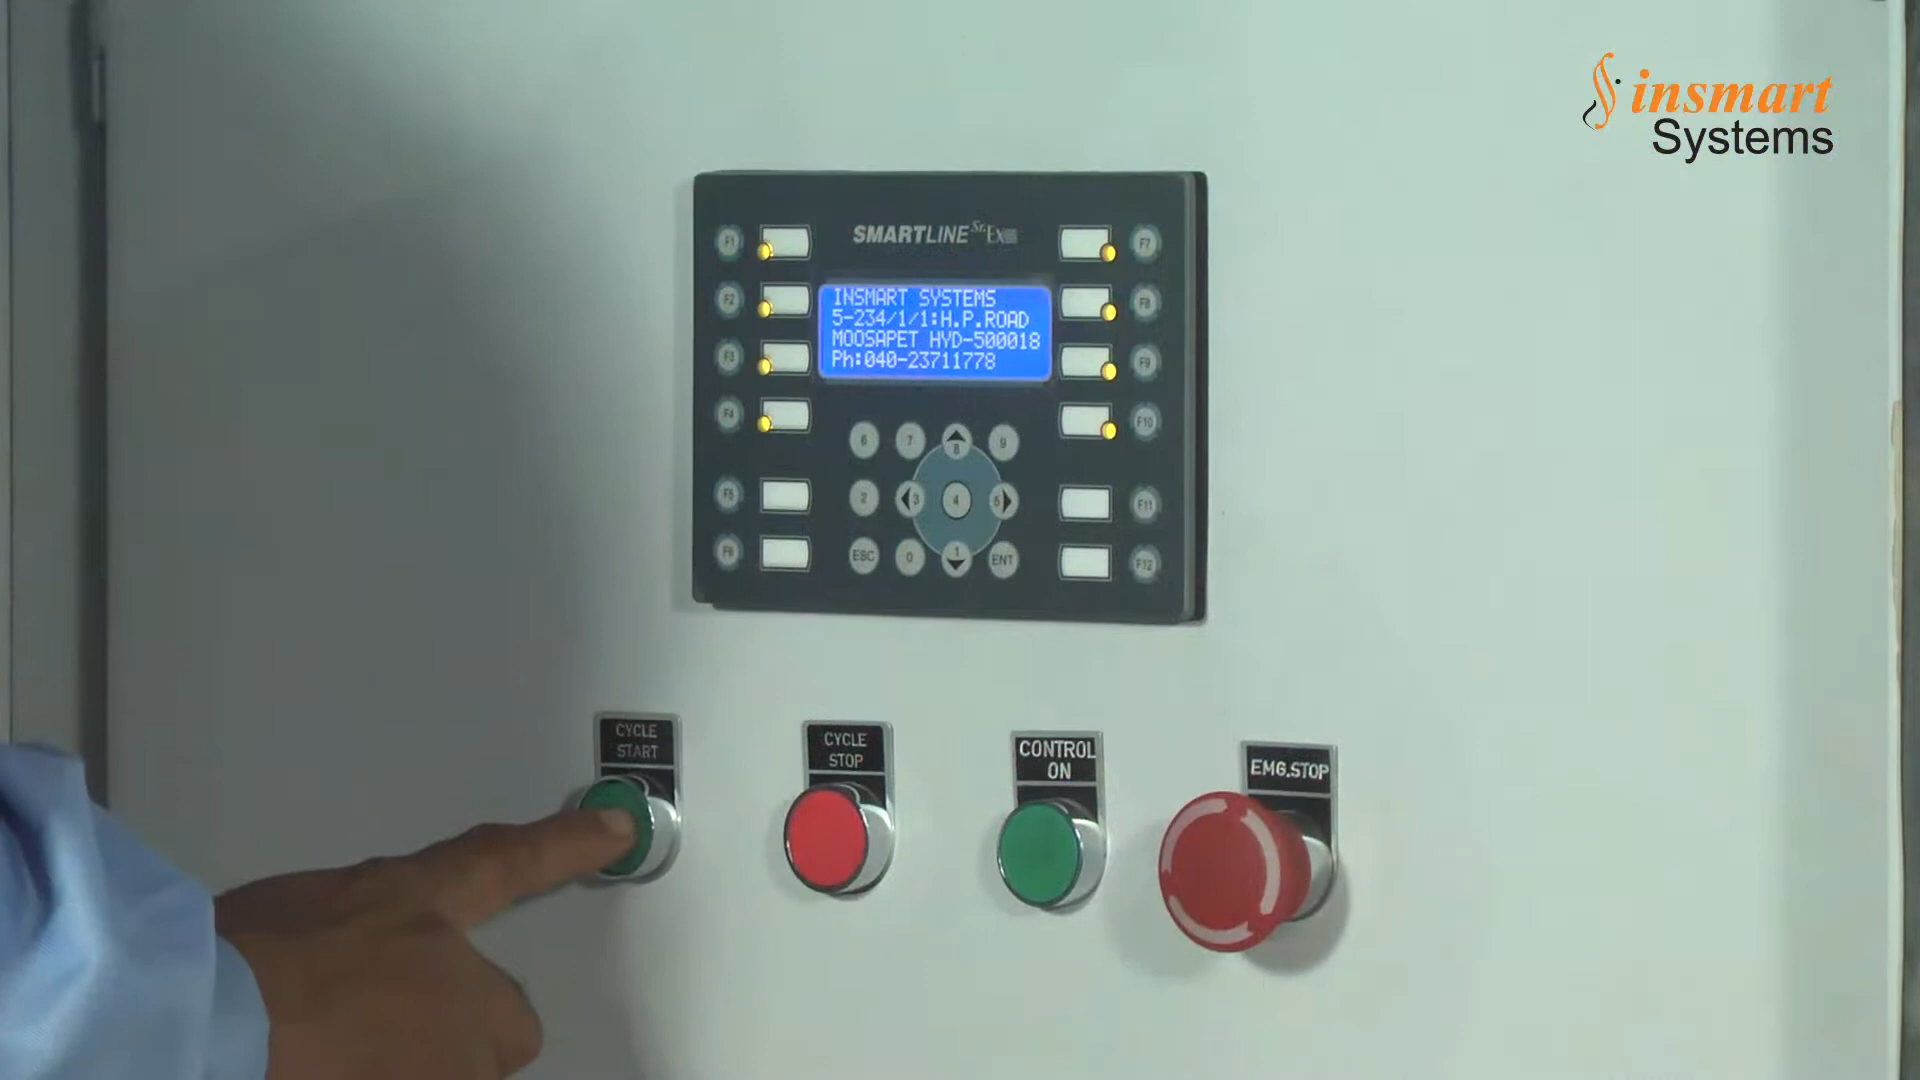 insmart
Systems
SMARTLINE Sr. Ex
INSMART SYSTEMS
5-234/1/1:H.P.ROAD
MOOSAPET HYD-500018
Ph:040-23711778
F1
F2
F3
F4
F5
F6
F7
F8
F9
F10
F11
F12
6 7 8 9
2 3 4 5
ESC 0 1 ENT
CYCLE
START
CYCLE
STOP
CONTROL
ON
EMG.STOP